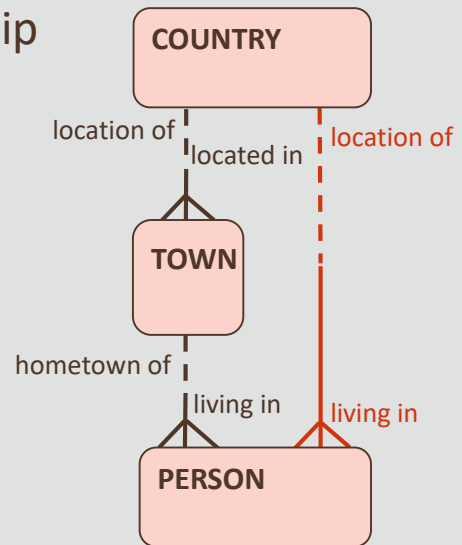 ip
COUNTRY
location of
located in
location of
TOWN
hometown of
living in
living in
PERSON